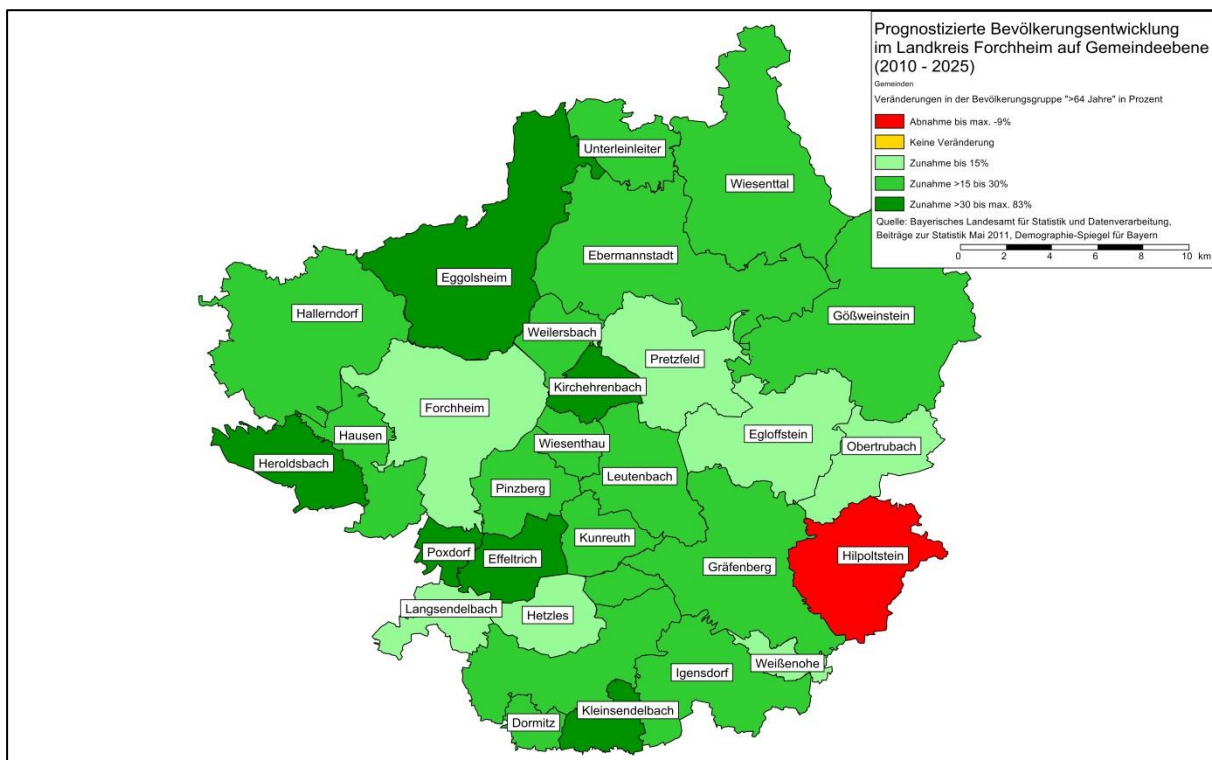 Prognostizierte Bevölkerungsentwicklung
im Landkreis Forchheim auf Gemeindeebene
(2010 - 2025)
Gemeinden
Veränderungen in der Bevölkerungsgruppe ">64 Jahre" in Prozent
Abnahme bis max. -9%
Keine Veränderung
Zunahme bis 15%
Zunahme >15 bis 30%
Zunahme >30 bis max. 83%
Quelle: Bayerisches Landesamt für Statistik und Datenverarbeitung,
Beiträge zur Statistik Mai 2011, Demographie-Spiegel für Bayern
0 2 4 6 8 10 km
Unterleinleiter
Wiesenttal
Ebermannstadt
Eggolsheim
Hallerndorf
Gößweinstein
Weilersbach
Pretzfeld
Kirchehrenbach
Forchheim
Hausen
Wiesenthau
Egloffstein
Obertrubach
Heroldsbach
Leutenbach
Pinzberg
Kunreuth
Poxdorf
Effeltrich
Gräfenberg
Hilpoltstein
Langsendelbach
Hetzles
Weißenohe
Igensdorf
Kleinsendelbach
Dormitz